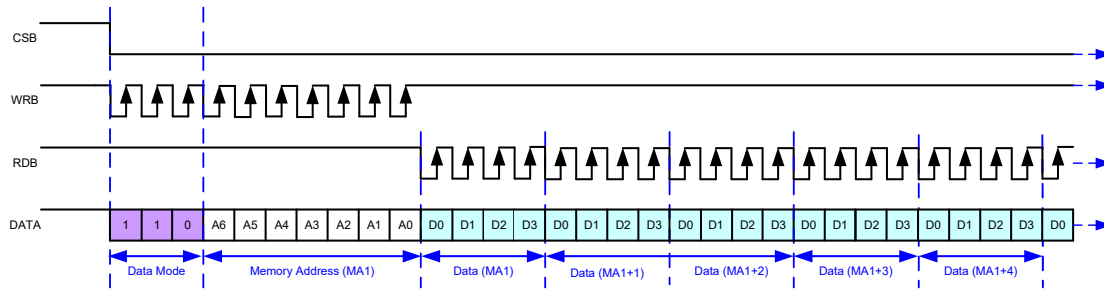 CSB
WRB
RDB
DATA 1 1 0 A6 A5 A4 A3 A2 A1 A0 D0 D1 D2 D3 D0 D1 D2 D3 D0 D1 D2 D3 D0 D1 D2 D3 D0 D1 D2 D3 D0
Data Mode Memory Address (MA1) Data (MA1) Data (MA1+1) Data (MA1+2) Data (MA1+3) Data (MA1+4)